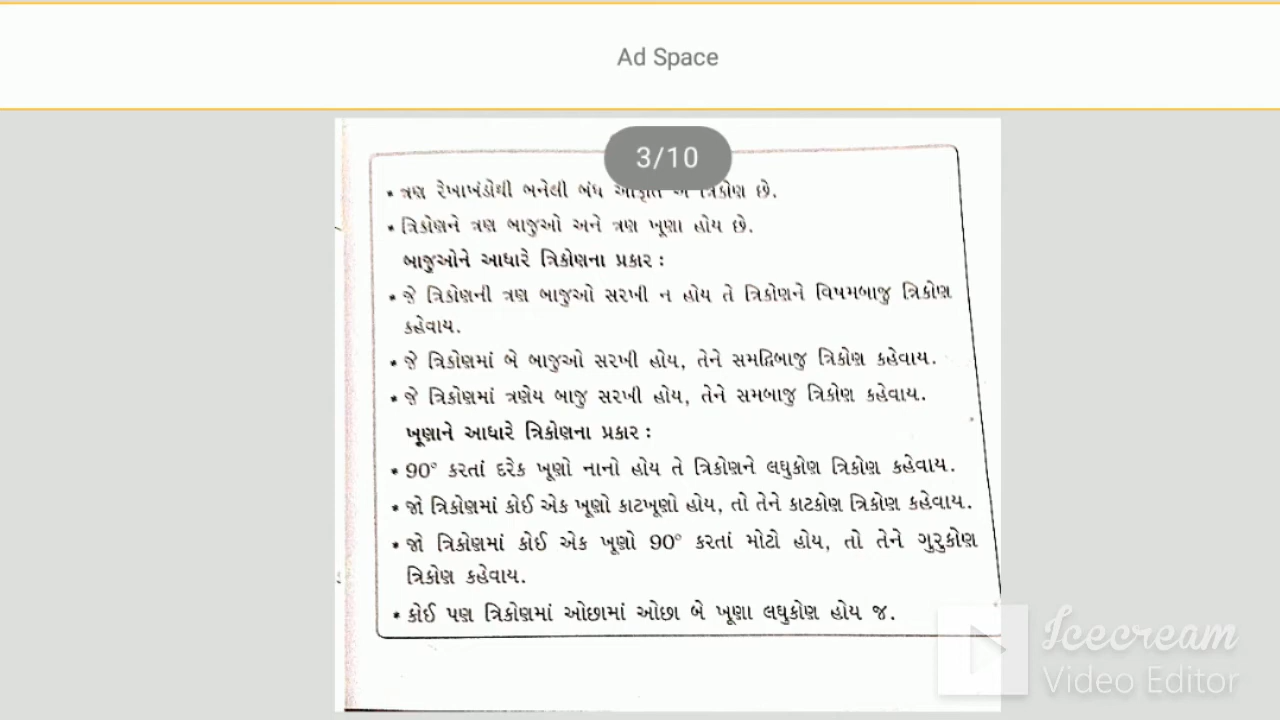 Ad Space
3/10
• ત્રણ રેખાખંડોથી બનેલી બંધ આકૃતિ એ ત્રિકોણ છે.
• ત્રિકોણને ત્રણ બાજુઓ અને ત્રણ ખૂણા હોય છે.
બાજુઓને આધારે ત્રિકોણના પ્રકાર :
• જે ત્રિકોણની ત્રણ બાજુઓ સરખી ન હોય તે ત્રિકોણને વિષમબાજુ ત્રિકોણ
કહેવાય.
• જે ત્રિકોણમાં બે બાજુઓ સરખી હોય, તેને સમદ્વિબાજુ ત્રિકોણ કહેવાય.
• જે ત્રિકોણમાં ત્રણેય બાજુ સરખી હોય, તેને સમબાજુ ત્રિકોણ કહેવાય.
ખૂણાને આધારે ત્રિકોણના પ્રકાર :
• 90° કરતાં દરેક ખૂણો નાનો હોય તે ત્રિકોણને લઘુકોણ ત્રિકોણ કહેવાય.
• જો ત્રિકોણમાં કોઈ એક ખૂણો કાટખૂણો હોય, તો તેને કાટકોણ ત્રિકોણ કહેવાય.
• જો ત્રિકોણમાં કોઈ એક ખૂણો 90° કરતાં મોટો હોય, તો તેને ગુરુકોણ
ત્રિકોણ કહેવાય.
• કોઈ પણ ત્રિકોણમાં ઓછામાં ઓછા બે ખૂણા લઘુકોણ હોય જ.
Icecream
Video Editor